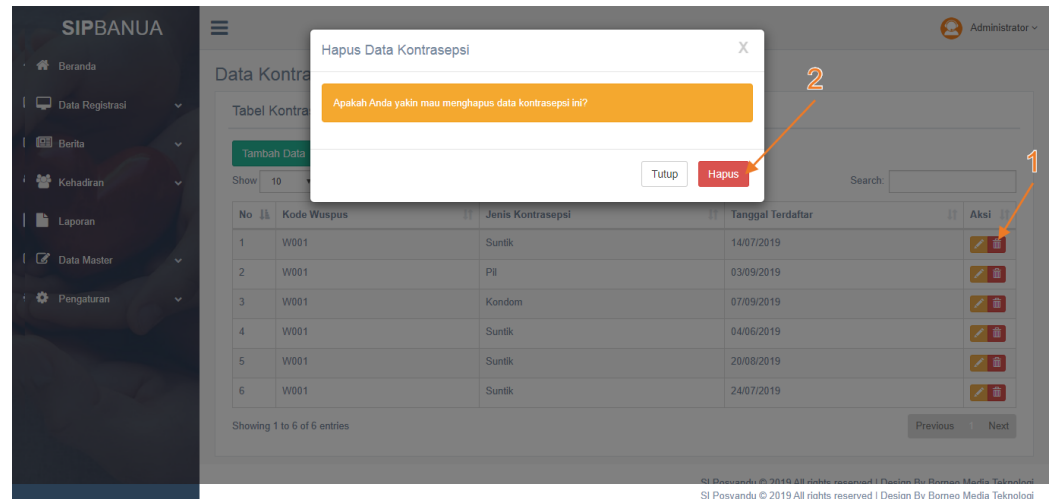 SIPBANUA
Beranda
Data Registrasi
Berita
Kehadiran
Laporan
Data Master
Pengaturan
Administrator
Data Kontra
Tabel Kontra
Tambah Data
Show 10
Search:
Hapus Data Kontrasepsi
X
Apakah Anda yakin mau menghapus data kontrasepsi ini?
Tutup Hapus
2
1
No Kode Wuspus Jenis Kontrasepsi Tanggal Terdaftar Aksi
1 W001 Suntik 14/07/2019
2 W001 Pil 03/09/2019
3 W001 Kondom 07/09/2019
4 W001 Suntik 04/06/2019
5 W001 Suntik 20/08/2019
6 W001 Suntik 24/07/2019
Showing 1 to 6 of 6 entries
Previous 1 Next
SI Posyandu © 2019 All rights reserved | Design By Borneo Media Teknologi
SI Posyandu © 2019 All rights reserved | Design By Borneo Media Teknologi